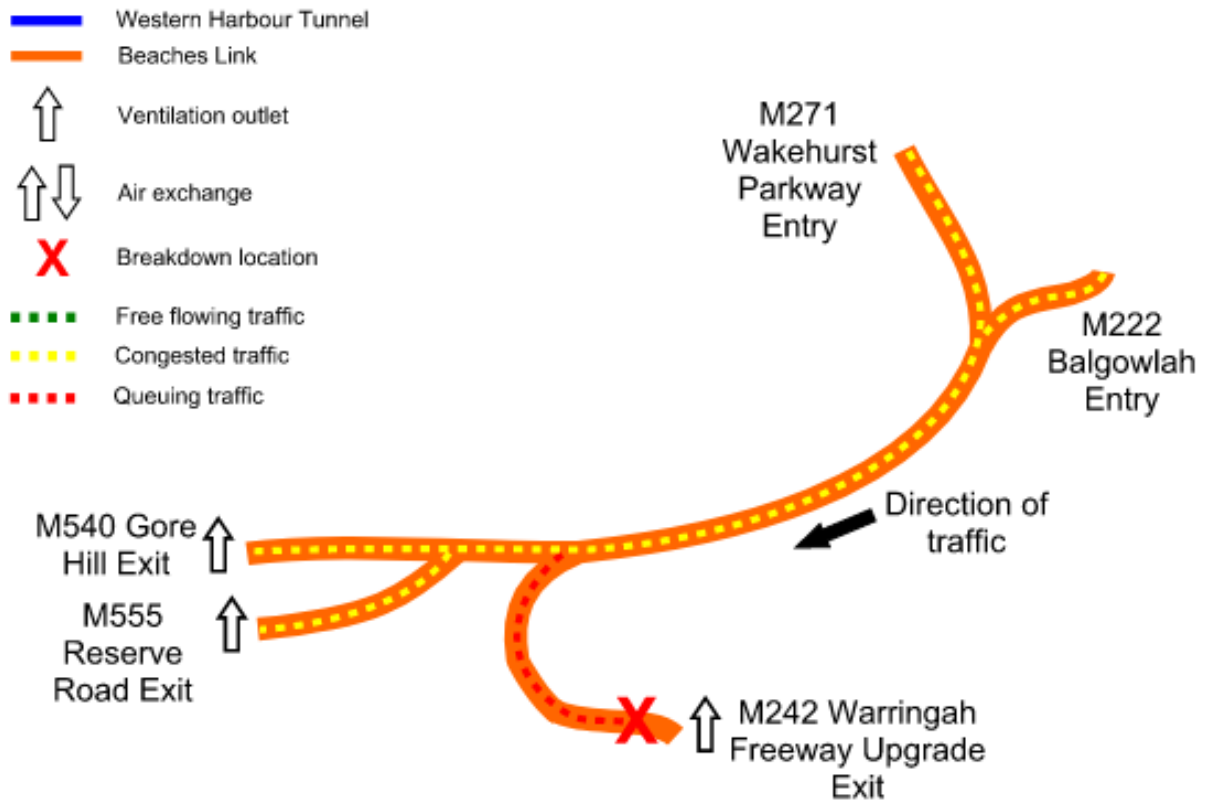 Western Harbour Tunnel
Beaches Link
Ventilation outlet
Air exchange
X
Breakdown location
Free flowing traffic
Congested traffic
Queuing traffic
M271
Wakehurst
Parkway
Entry
M222
Balgowlah
Entry
Direction of
traffic
M540 Gore
Hill Exit
M555
Reserve
Road Exit
X
M242 Warringah
Freeway Upgrade
Exit